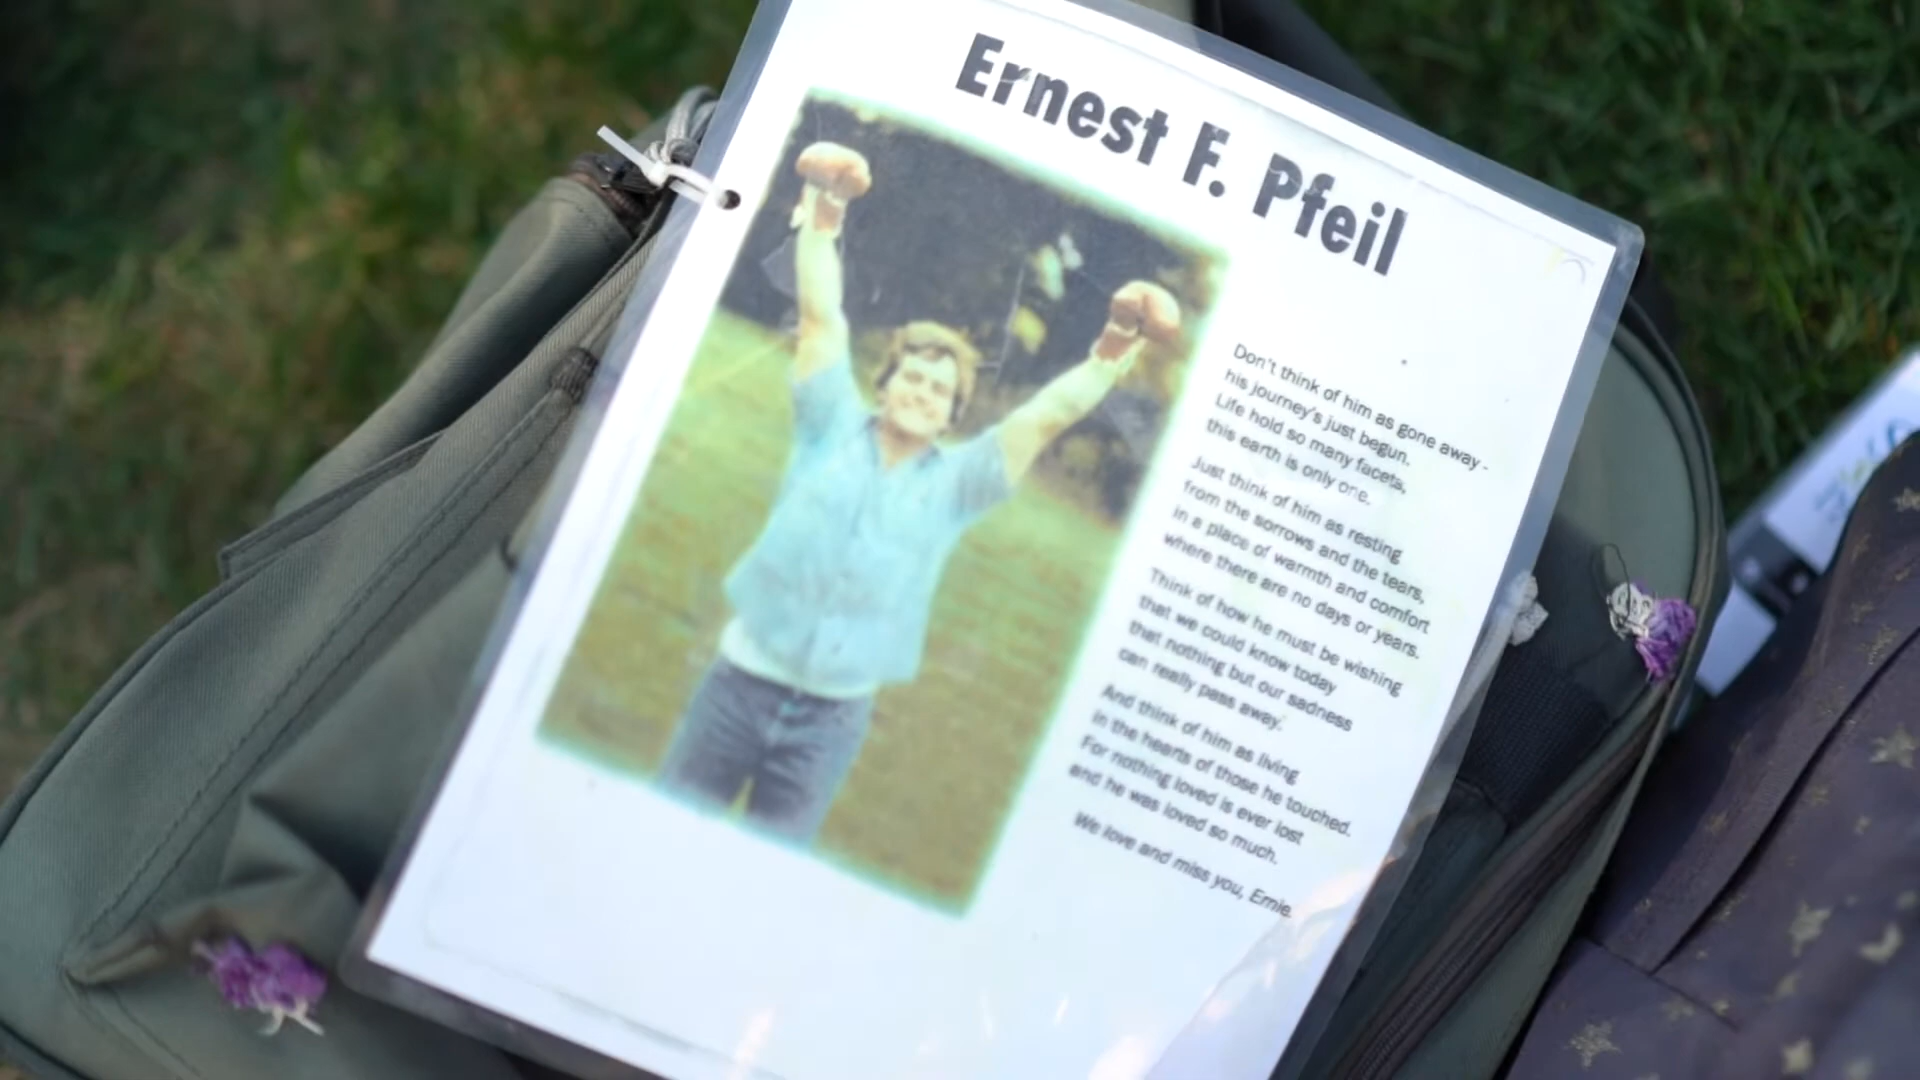 Ernest F. Pfeil
Don't think of him as gone away -
his journey's just begun.
Life hold so many facets,
this earth is only one.
Just think of him as resting
from the sorrows and the tears,
in a place of warmth and comfort
where there are no days or years.
Think of how he must be wishing
that we could know today
that nothing but our sadness
can really pass away.
And think of him as living
in the hearts of those he touched.
For nothing loved is ever lost
and he was loved so much.
We love and miss you, Ernie.